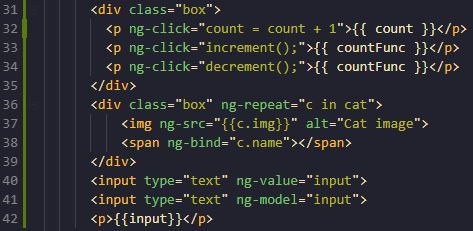 31 <div class="box">
32 <p ng-click="count = count + 1">{{ count }}</p>
33 <p ng-click="increment();">{{ countFunc }}</p>
34 <p ng-click="decrement();">{{ countFunc }}</p>
35 </div>
36 <div class="box" ng-repeat="c in cat">
37 <img ng-src="{{c.img}}" alt="Cat image">
38 <span ng-bind="c.name"></span>
39 </div>
40 <input type="text" ng-value="input">
41 <input type="text" ng-model="input">
42 <p>{{input}}</p>